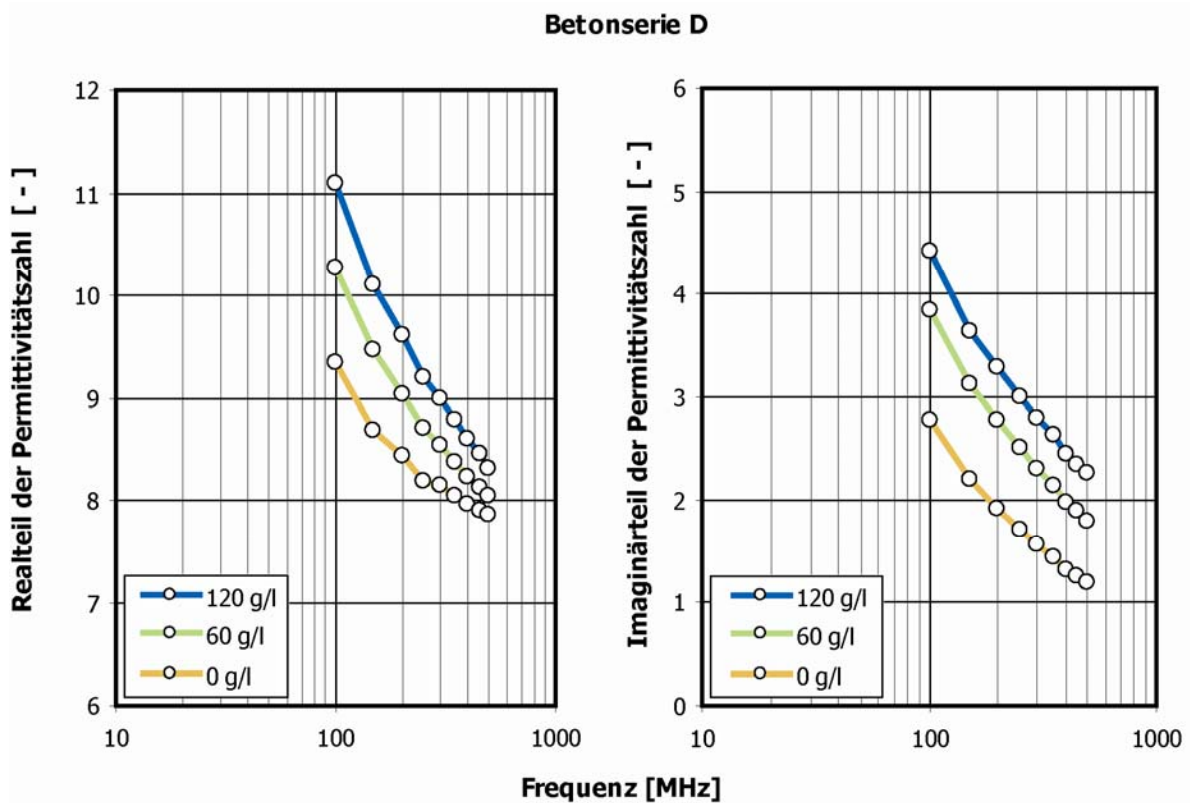 Betonserie D
Realteil der Permittivitätszahl [ - ]
12
11
10
9
8
7
6
120 g/l
60 g/l
0 g/l
10
100
1000
Imaginärteil der Permittivitätszahl [ - ]
6
5
4
3
2
1
0
120 g/l
60 g/l
0 g/l
10
100
1000
Frequenz [MHz]